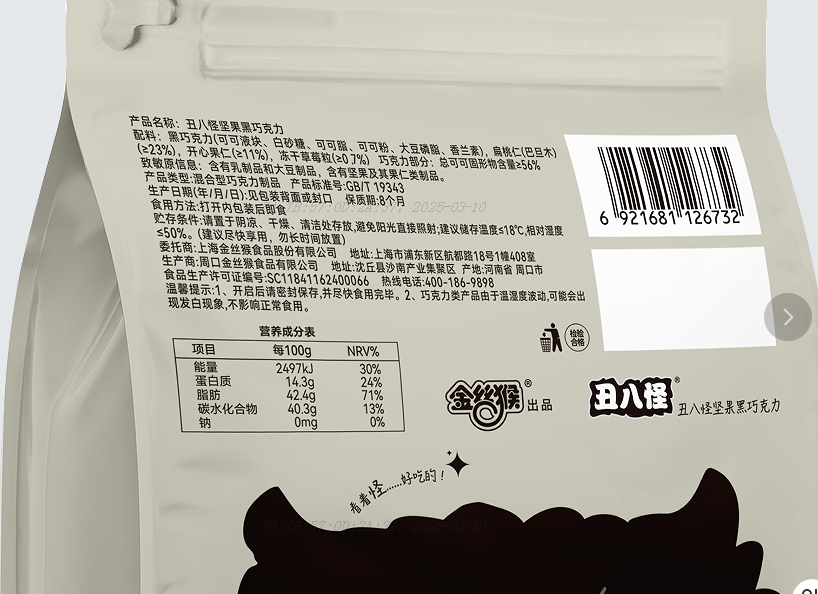 产品名称：丑八怪坚果黑巧克力
配料：黑巧克力(可可液块、白砂糖、可可脂、可可粉、大豆磷脂、香兰素)，扁桃仁(巴旦木)
(≥23%)，开心果仁(≥11%)，冻干草莓粒(≥0.7%) 巧克力部分：总可可固形物含量≥56%
致敏原信息：含有乳制品和大豆制品，含有坚果及其果仁类制品。
产品类型:混合型巧克力制品 产品标准号:GB/T 19343
生产日期(年/月/日):见包装背面或封口 保质期:8个月
食用方法:打开内包装后即食
贮存条件:请置于阴凉、干燥、清洁处存放,避免阳光直接照射;建议储存温度≤18℃,相对湿度
≤50%。(建议尽快享用，勿长时间放置)
委托商:上海金丝猴食品股份有限公司 地址:上海市浦东新区航都路18号1幢408室
生产商:周口金丝猴食品有限公司 地址:沈丘县沙南产业集聚区 产地:河南省 周口市
食品生产许可证编号:SC11841162400066 热线电话:400-186-9898
温馨提示:1、开启后请密封保存,并尽快食用完毕。2、巧克力类产品由于温湿度波动,可能会出
现发白现象,不影响正常食用。
6 921681 126732
营养成分表
项目 每100g NRV%
能量 2497kJ 30%
蛋白质 14.3g 24%
脂肪 42.4g 71%
碳水化合物 40.3g 13%
钠 0mg 0%
检验
合格
金丝猴® 出品
丑八怪® 丑八怪坚果黑巧克力
看着怪……好吃的！